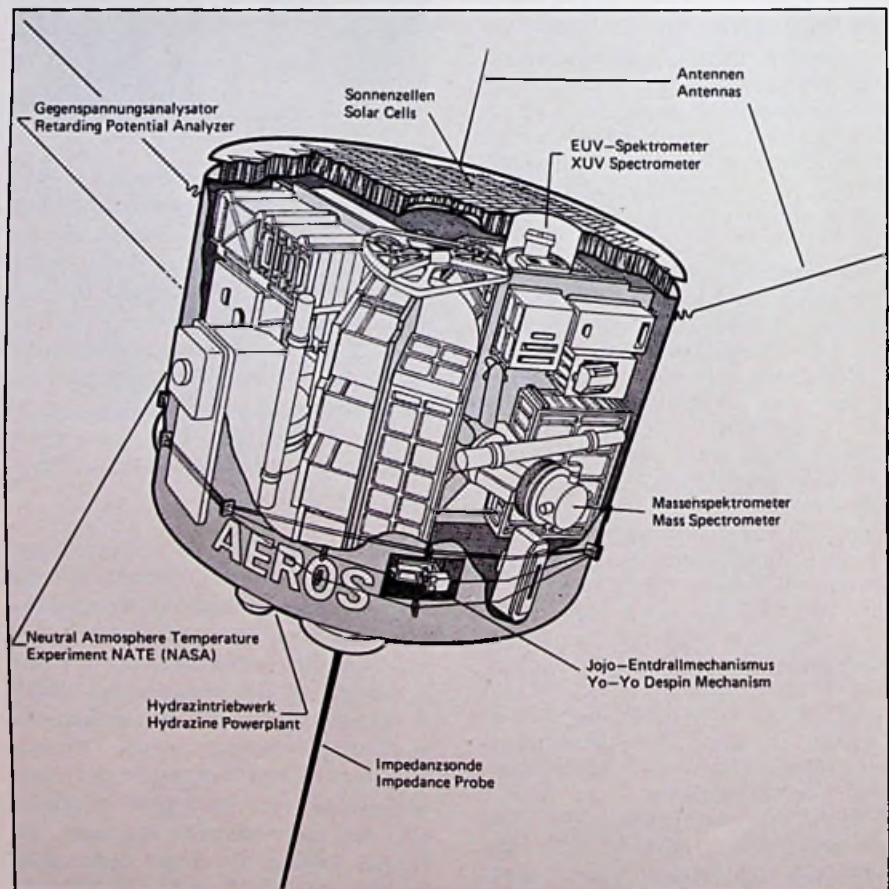 Antennen
Antennas
Gegenspannungsanalysator
Retarding Potential Analyzer
Sonnenzellen
Solar Cells
EUV–Spektrometer
XUV Spectrometer
Massenspektrometer
Mass Spectrometer
AEROS
Neutral Atmosphere Temperature
Experiment NATE (NASA)
Jojo–Entdrallmechanismus
Yo–Yo Despin Mechanism
Hydrazintriebwerk
Hydrazine Powerplant
Impedanzsonde
Impedance Probe